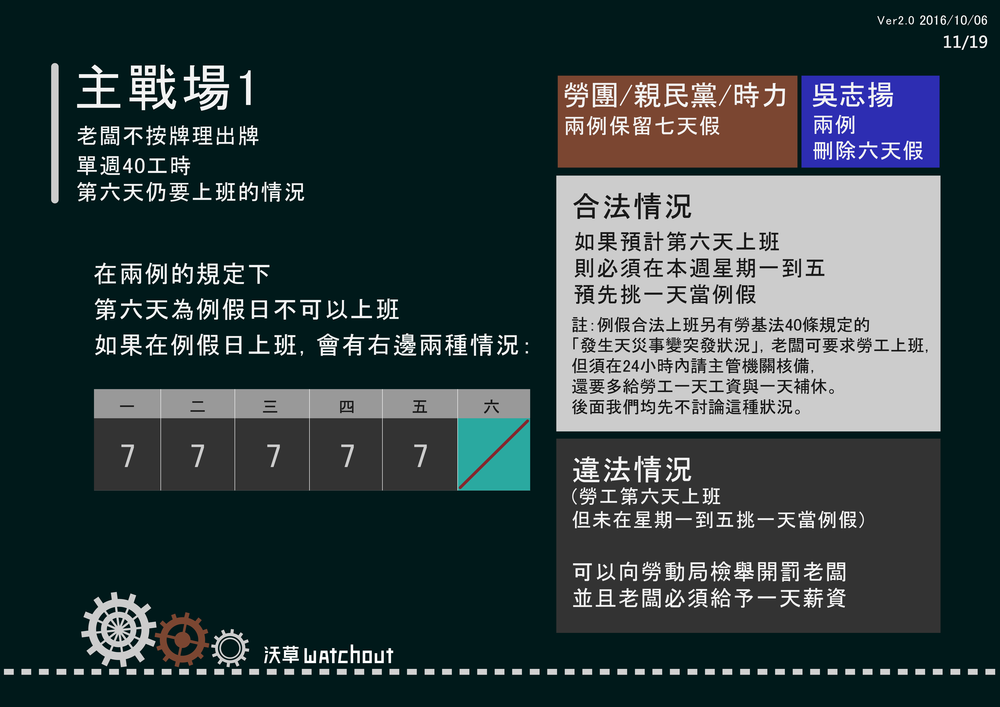 Ver2.0 2016/10/06
11/19
主戰場1
老闆不按牌理出牌
單週40工時
第六天仍要上班的情況
勞團/親民黨/時力
兩例保留七天假
吳志揚
兩例
刪除六天假
在兩例的規定下
第六天為例假日不可以上班
如果在例假日上班, 會有右邊兩種情況:
一 二 三 四 五 六
7 7 7 7 7
合法情況
如果預計第六天上班
則必須在本週星期一到五
預先挑一天當例假
註:例假合法上班另有勞基法40條規定的
「發生天災事變突發狀況」, 老闆可要求勞工上班,
但須在24小時內請主管機關核備,
還要多給勞工一天工資與一天補休。
後面我們均先不討論這種狀況。
違法情況
(勞工第六天上班
但未在星期一到五挑一天當例假)
可以向勞動局檢舉開罰老闆
並且老闆必須給予一天薪資
沃草 watchout